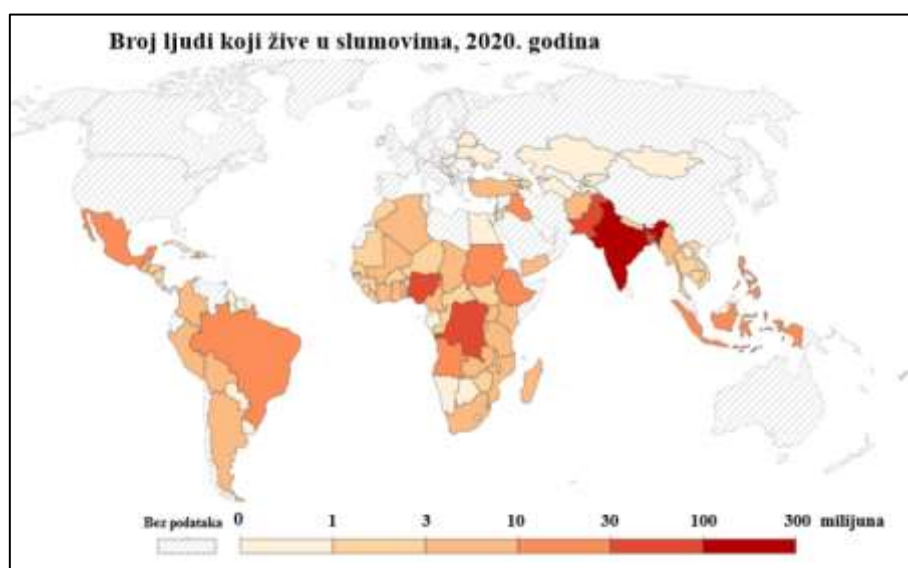 Broj ljudi koji žive u slumovima, 2020. godina
Bez podataka 0 1 3 10 30 100 300 milijuna